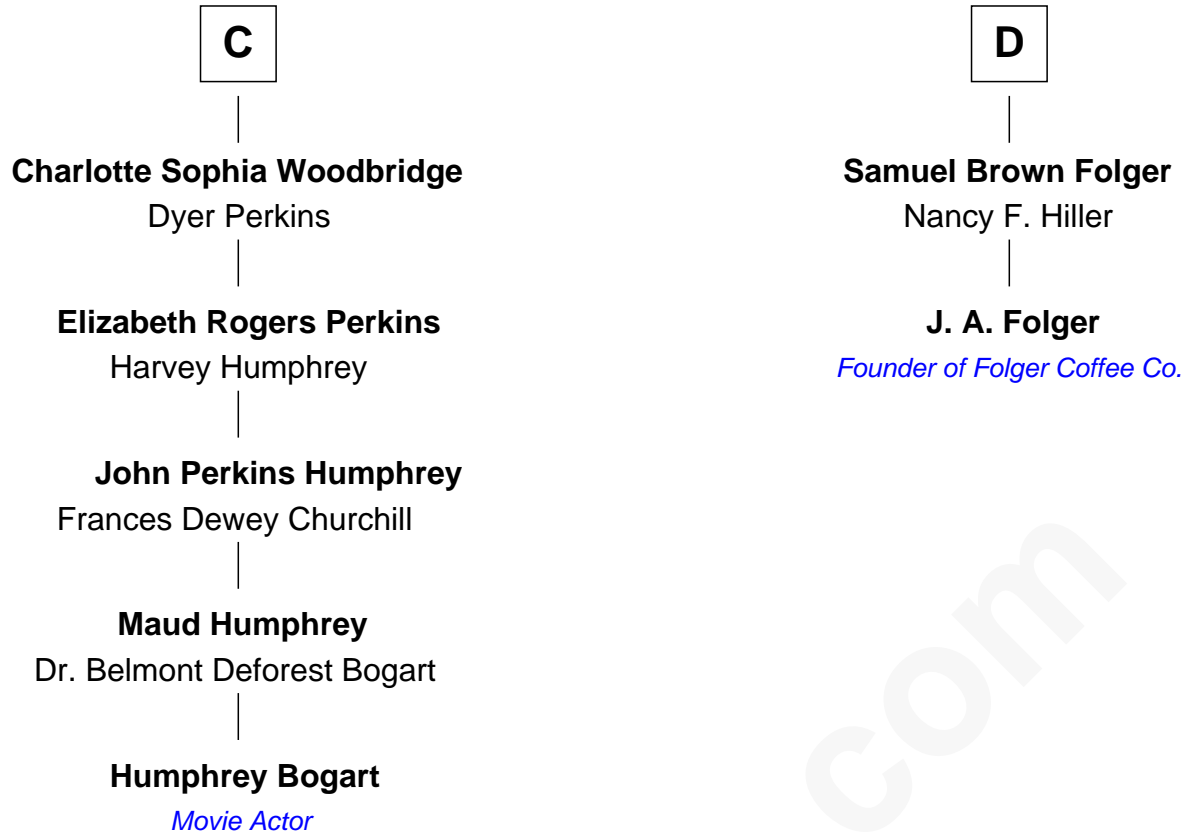 C
Charlotte Sophia Woodbridge
Dyer Perkins
Elizabeth Rogers Perkins
Harvey Humphrey
John Perkins Humphrey
Frances Dewey Churchill
Maud Humphrey
Dr. Belmont Deforest Bogart
Humphrey Bogart
Movie Actor
D
Samuel Brown Folger
Nancy F. Hiller
J. A. Folger
Founder of Folger Coffee Co.
com